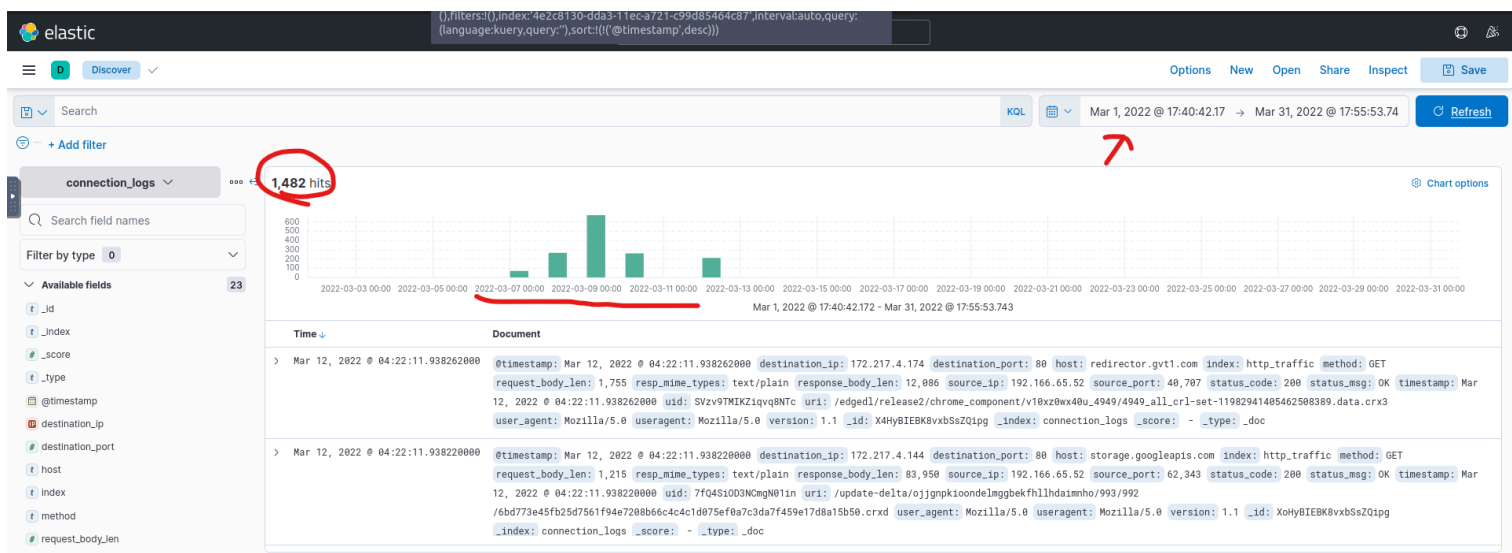 (),filters:!(),index:'4e2c8130-dda3-11ec-a721-c99d85464c87',interval:auto,query:
(language:kuery,query:''),sort:!(!('@timestamp',desc)))
elastic
D Discover
Options New Open Share Inspect Save
Search KQL Mar 1, 2022 @ 17:40:42.17 → Mar 31, 2022 @ 17:55:53.74 Refresh
+ Add filter
connection_logs
1,482 hits
Chart options
Search field names
Filter by type 0
Available fields 23
t _id
t _index
# _score
t _type
@timestamp
IP destination_ip
# destination_port
t host
t index
t method
# request_body_len
600
500
400
300
200
100
0
2022-03-03 00:00 2022-03-05 00:00 2022-03-07 00:00 2022-03-09 00:00 2022-03-11 00:00 2022-03-13 00:00 2022-03-15 00:00 2022-03-17 00:00 2022-03-19 00:00 2022-03-21 00:00 2022-03-23 00:00 2022-03-25 00:00 2022-03-27 00:00 2022-03-29 00:00 2022-03-31 00:00
Mar 1, 2022 @ 17:40:42.172 - Mar 31, 2022 @ 17:55:53.743
Time ↓ Document
> Mar 12, 2022 @ 04:22:11.938262000 @timestamp: Mar 12, 2022 @ 04:22:11.938262000 destination_ip: 172.217.4.174 destination_port: 80 host: redirector.gvt1.com index: http_traffic method: GET
request_body_len: 1,755 resp_mime_types: text/plain response_body_len: 12,086 source_ip: 192.166.65.52 source_port: 40,707 status_code: 200 status_msg: OK timestamp: Mar
12, 2022 @ 04:22:11.938262000 uid: SVzv9TMIKZiqvq8NTc uri: /edgedl/release2/chrome_component/v10xz0wx40u_4949/4949_all_crl-set-11982941405462508389.data.crx3
user_agent: Mozilla/5.0 useragent: Mozilla/5.0 version: 1.1 _id: X4HyBIEBK8vxbSsZQipg _index: connection_logs _score: - _type: _doc
> Mar 12, 2022 @ 04:22:11.938220000 @timestamp: Mar 12, 2022 @ 04:22:11.938220000 destination_ip: 172.217.4.144 destination_port: 80 host: storage.googleapis.com index: http_traffic method: GET
request_body_len: 1,215 resp_mime_types: text/plain response_body_len: 83,950 source_ip: 192.166.65.52 source_port: 62,343 status_code: 200 status_msg: OK timestamp: Mar
12, 2022 @ 04:22:11.938220000 uid: 7fQ4SiOD3NCmgN01in uri: /update-delta/ojjgnpkioondelmggbekfhllhdaimnho/993/992
/6bd773e45fb25d7561f94e7208b66c4c4c1d075ef0a7c3da7f459e17d8a15b50.crxd user_agent: Mozilla/5.0 useragent: Mozilla/5.0 version: 1.1 _id: XoHyBIEBK8vxbSsZQipg
_index: connection_logs _score: - _type: _doc